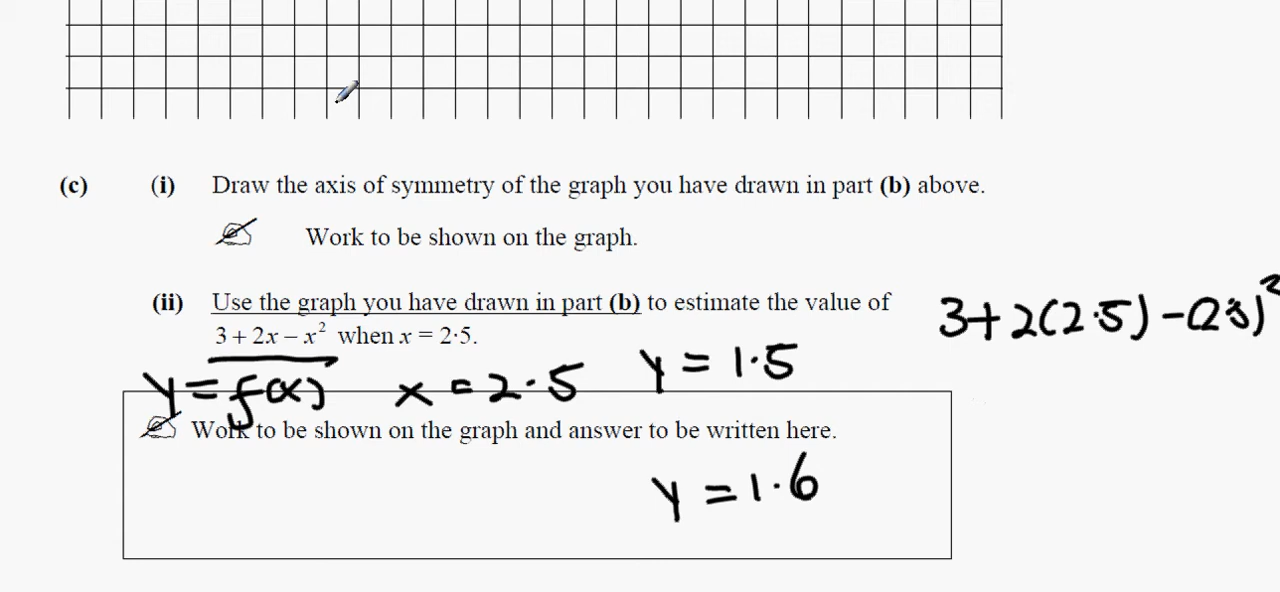 (c) (i) Draw the axis of symmetry of the graph you have drawn in part (b) above.
Work to be shown on the graph.
(ii) Use the graph you have drawn in part (b) to estimate the value of
3 + 2x – x² when x = 2·5.
3+2(2·5)-(2
y = f(x) x = 2·5 y = 1·5
Work to be shown on the graph and answer to be written here.
y = 1·6